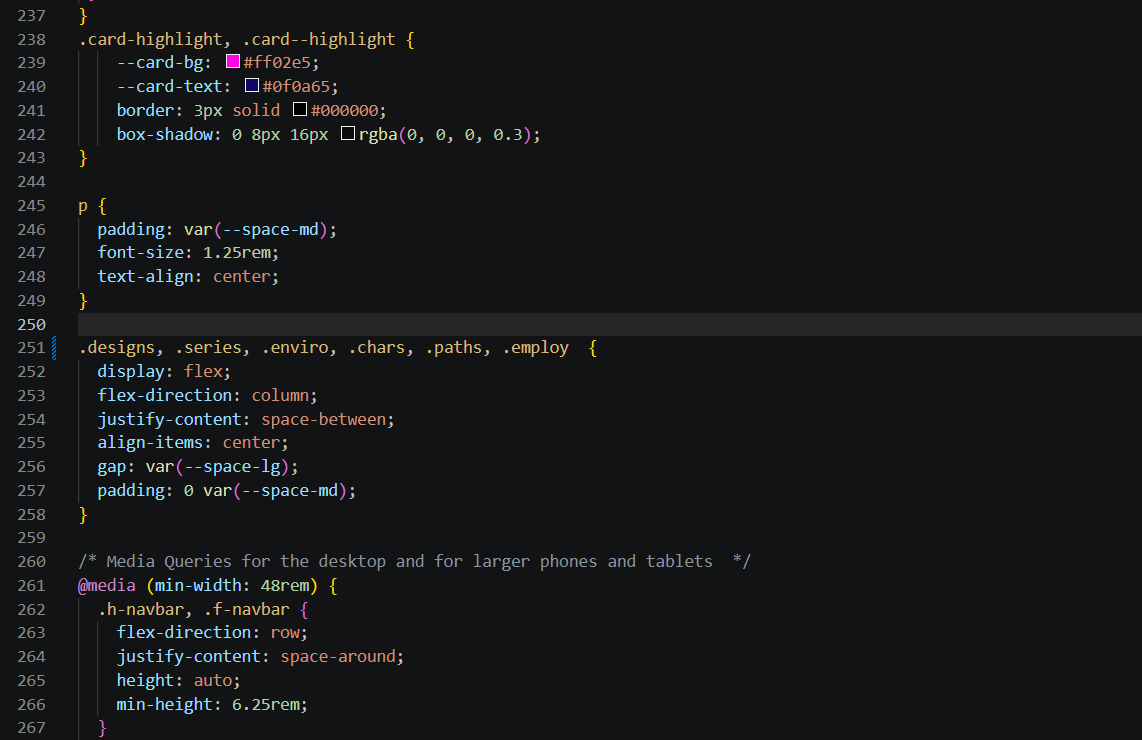 237 }
238 .card-highlight, .card--highlight {
239 --card-bg: #ff02e5;
240 --card-text: #0f0a65;
241 border: 3px solid #000000;
242 box-shadow: 0 8px 16px rgba(0, 0, 0, 0.3);
243 }
244
245 p {
246 padding: var(--space-md);
247 font-size: 1.25rem;
248 text-align: center;
249 }
250
251 .designs, .series, .enviro, .chars, .paths, .employ  {
252 display: flex;
253 flex-direction: column;
254 justify-content: space-between;
255 align-items: center;
256 gap: var(--space-lg);
257 padding: 0 var(--space-md);
258 }
259
260 /* Media Queries for the desktop and for larger phones and tablets  */
261 @media (min-width: 48rem) {
262 .h-navbar, .f-navbar {
263 flex-direction: row;
264 justify-content: space-around;
265 height: auto;
266 min-height: 6.25rem;
267 }